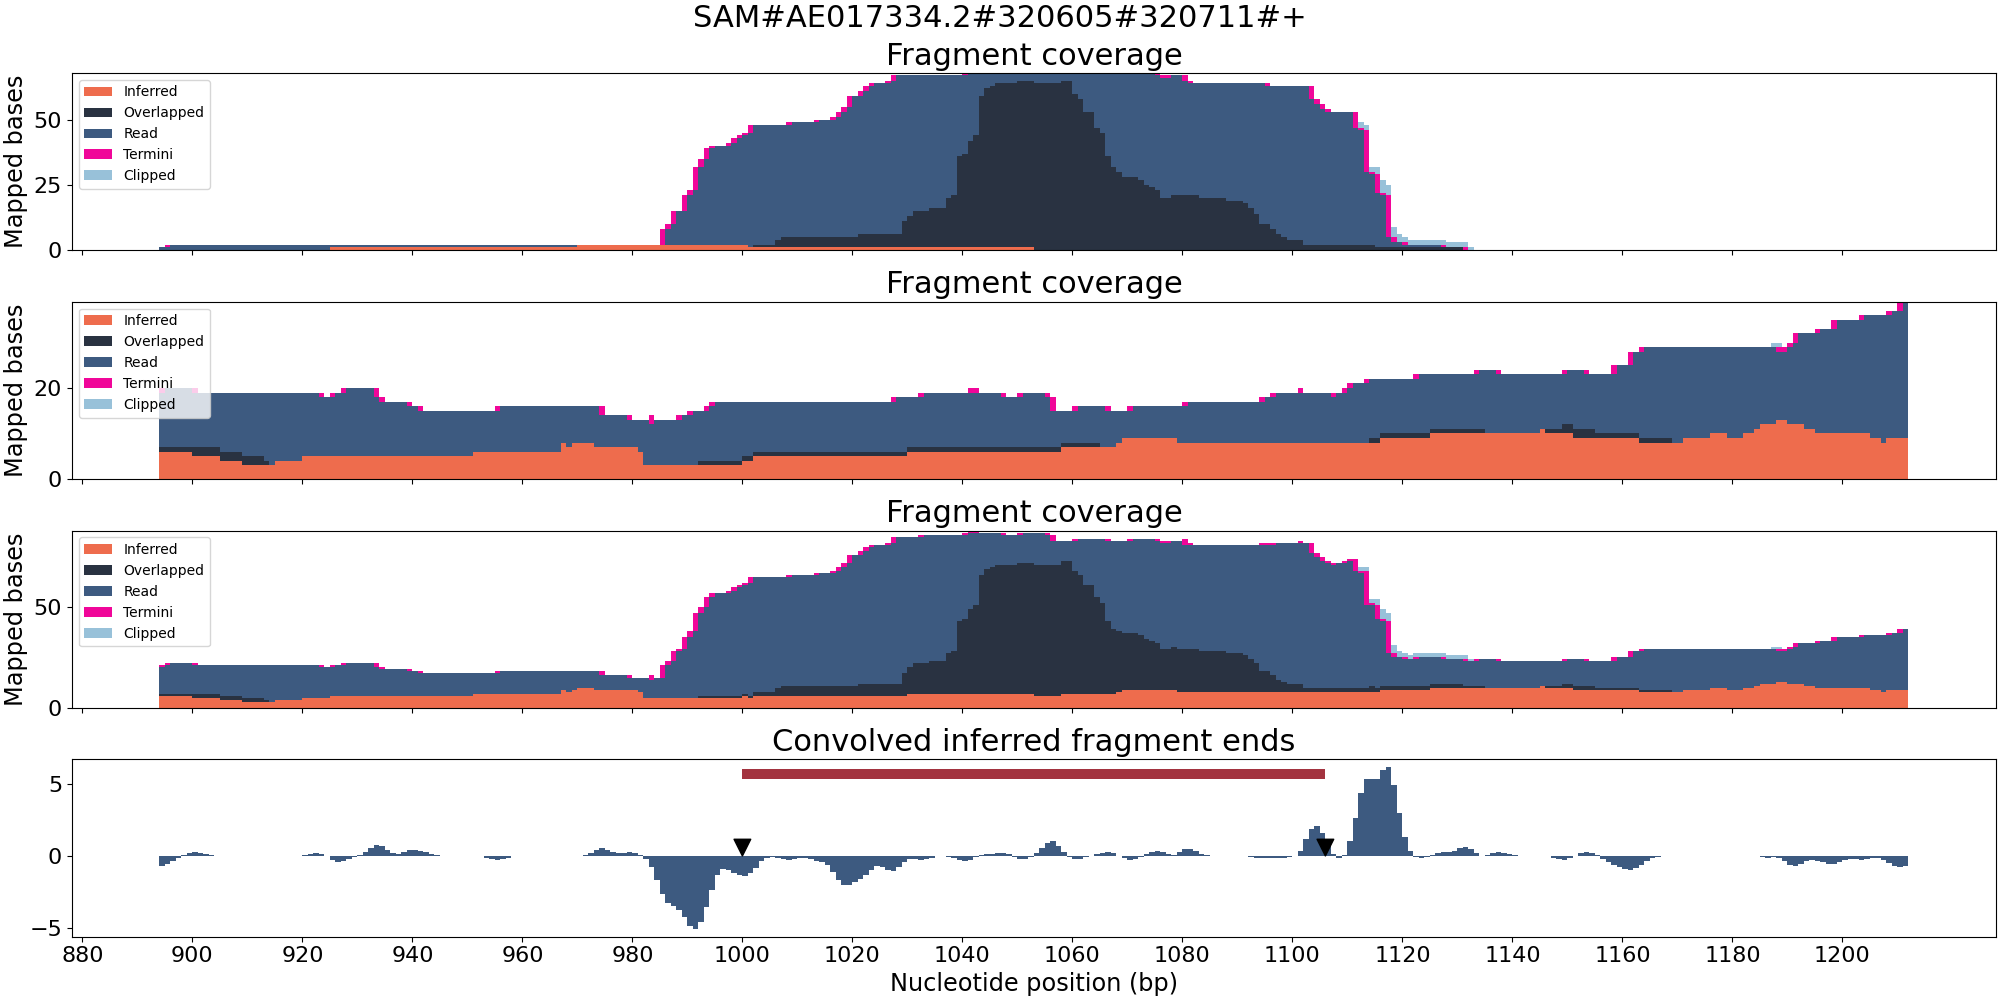 SAM#AE017334.2#320605#320711#+
Fragment coverage
Mapped bases
50
25
0
Inferred
Overlapped
Read
Termini
Clipped
Fragment coverage
Mapped bases
20
0
Inferred
Overlapped
Read
Termini
Clipped
Fragment coverage
Mapped bases
50
0
Inferred
Overlapped
Read
Termini
Clipped
Convolved inferred fragment ends
5
0
−5
880 900 920 940 960 980 1000 1020 1040 1060 1080 1100 1120 1140 1160 1180 1200
Nucleotide position (bp)